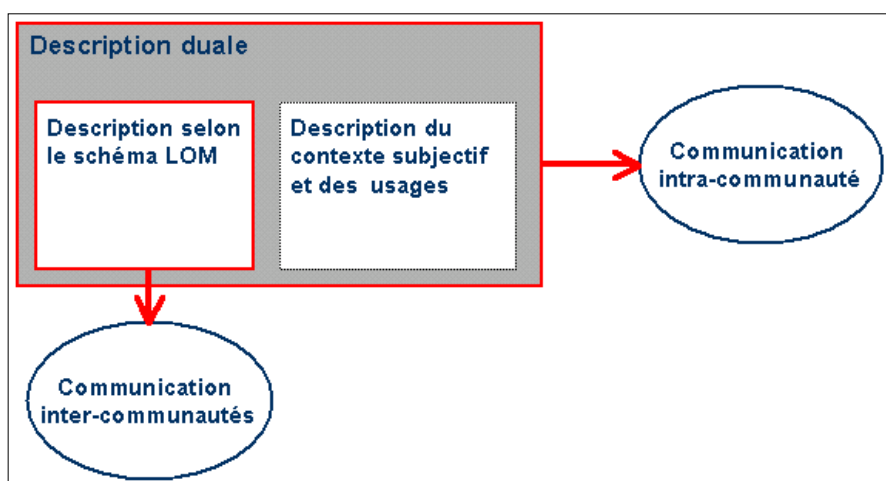 Description duale
Description selon
le schéma LOM
Description du
contexte subjectif
et des usages
Communication
intra-communauté
Communication
inter-communautés